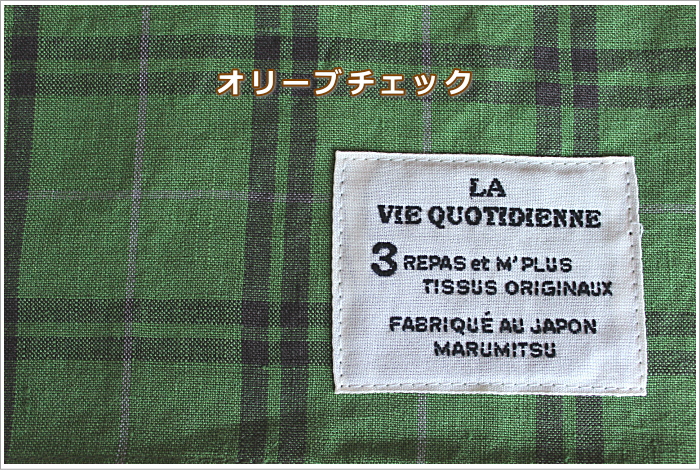 オリーブチェック
LA
VIE QUOTIDIENNE
3 REPAS et M'PLUS
TISSUS ORIGINAUX
FABRIQUÉ AU JAPON
MARUMITSU